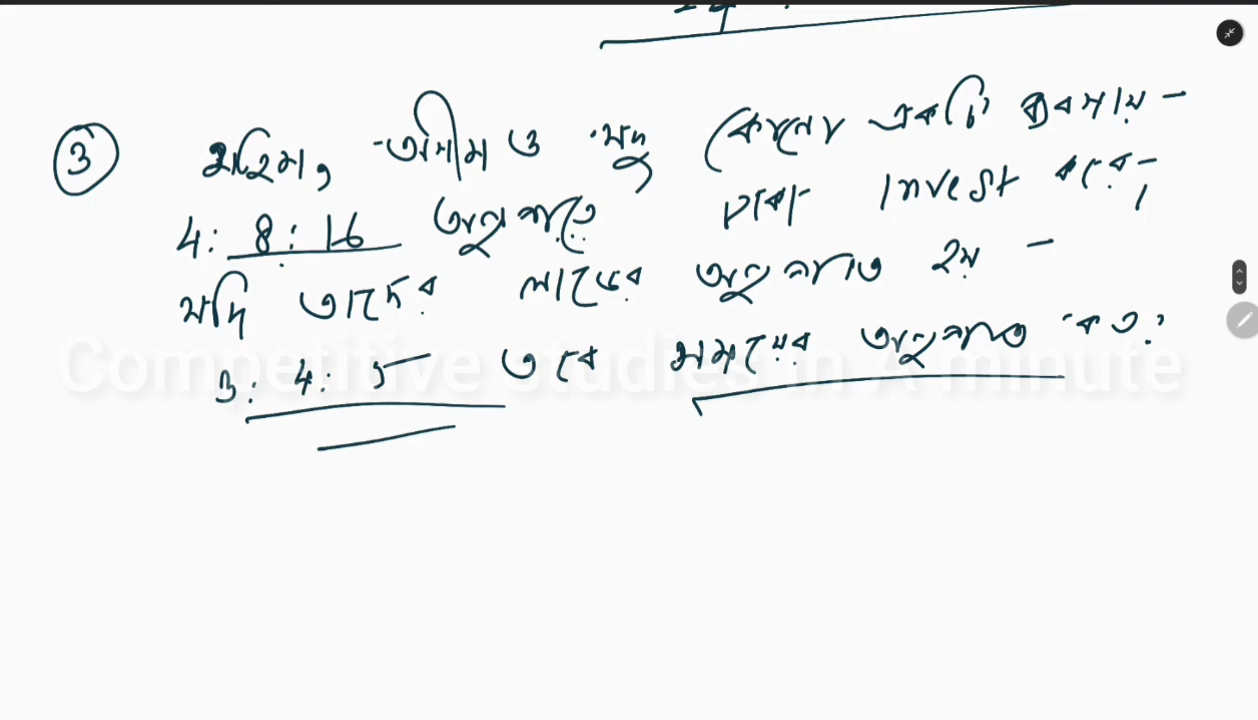 ③ মহিম, অসীম ও যদু কোনো একটি ব্যবসায়
4: 8: 16 অনুপাতে টাকা Invest করে,
যদি তাদের লাভের অনুপাত হয়
3: 4: 5 তবে সময়ের অনুপাত কত?
Competitive studies in A minute